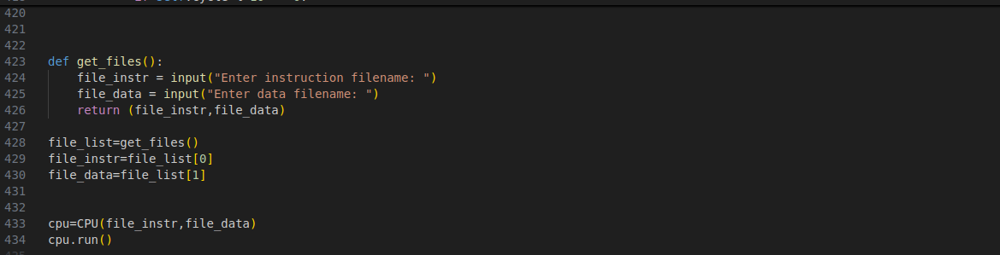 420
421
422
423 def get_files():
424     file_instr = input("Enter instruction filename: ")
425     file_data = input("Enter data filename: ")
426     return (file_instr,file_data)
427
428 file_list=get_files()
429 file_instr=file_list[0]
430 file_data=file_list[1]
431
432
433 cpu=CPU(file_instr,file_data)
434 cpu.run()